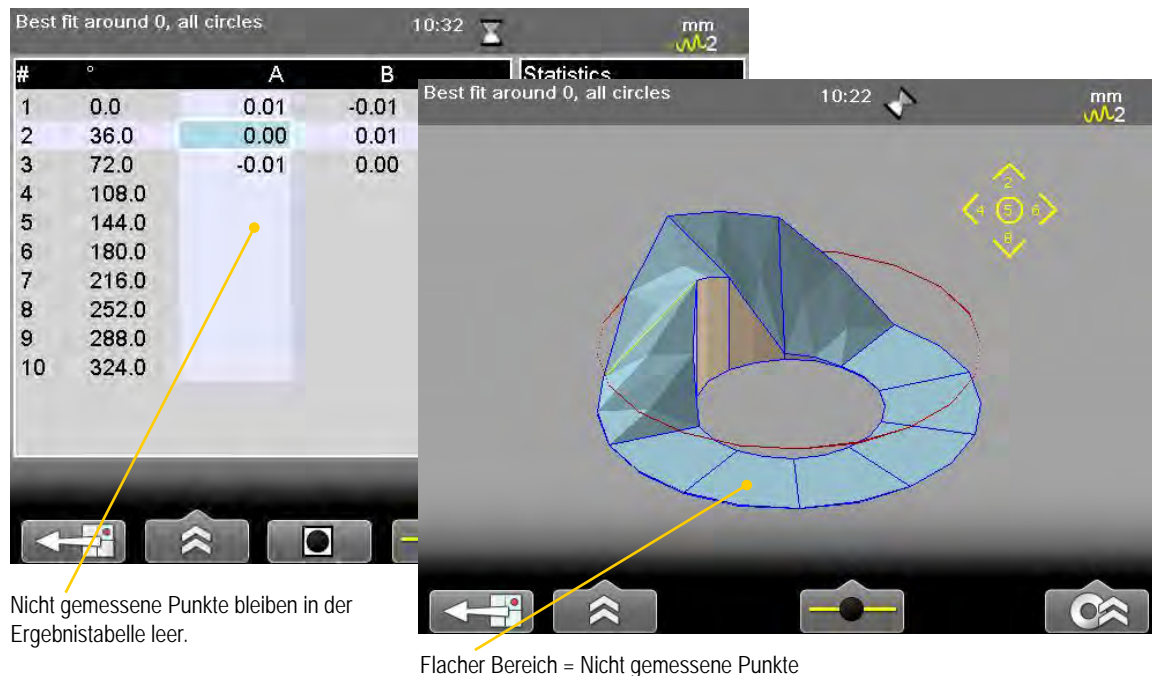 Best fit around 0, all circles 10:32 mm
2
# ° A B Statistics
1 0.0 0.01 -0.01
2 36.0 0.00 0.01
3 72.0 -0.01 0.00
4 108.0
5 144.0
6 180.0
7 216.0
8 252.0
9 288.0
10 324.0
Best fit around 0, all circles 10:22 mm
2
2
4 5 6
8
Nicht gemessene Punkte bleiben in der
Ergebnistabelle leer.
Flacher Bereich = Nicht gemessene Punkte